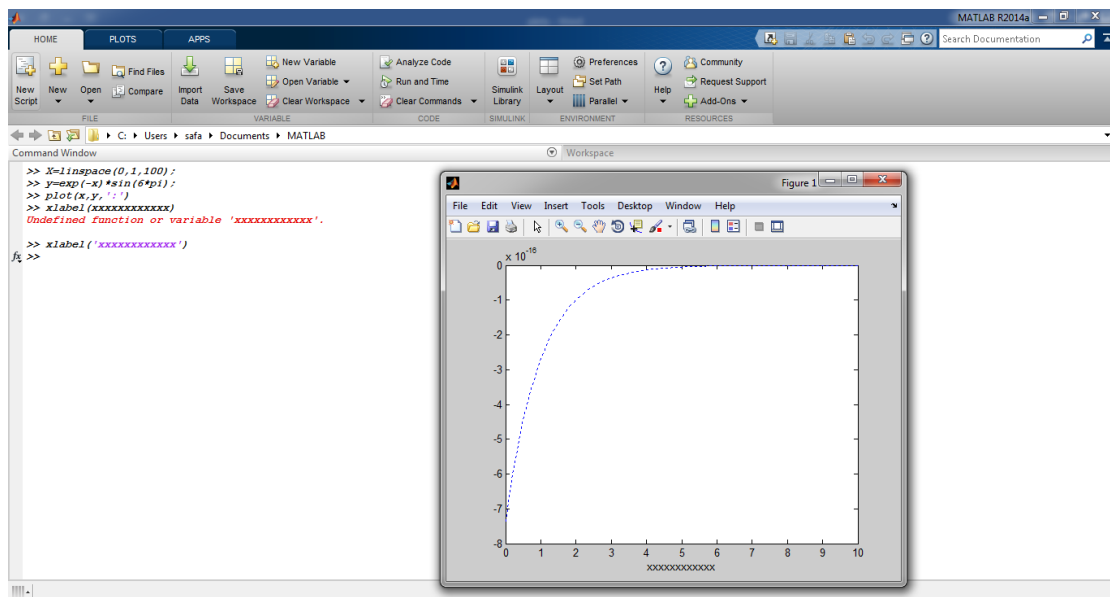 MATLAB R2014a
HOME PLOTS APPS
Search Documentation
New Script
New
Open
Find Files
Compare
Import Data
Save Workspace
New Variable
Open Variable
Clear Workspace
Analyze Code
Run and Time
Clear Commands
Simulink Library
Layout
Preferences
Set Path
Parallel
Help
Community
Request Support
Add-Ons
FILE VARIABLE CODE SIMULINK ENVIRONMENT RESOURCES
C: Users safa Documents MATLAB
Command Window
Workspace
>> X=linspace(0,1,100);
>> y=exp(-x)*sin(6*pi);
>> plot(x,y,':')
>> xlabel(xxxxxxxxxxxx)
Undefined function or variable 'xxxxxxxxxxxx'.
>> xlabel('xxxxxxxxxxxx')
fx >>
Figure 1
File Edit View Insert Tools Desktop Window Help
x 10^-16
0
-1
-2
-3
-4
-5
-6
-7
-8
0 1 2 3 4 5 6 7 8 9 10
xxxxxxxxxxxx